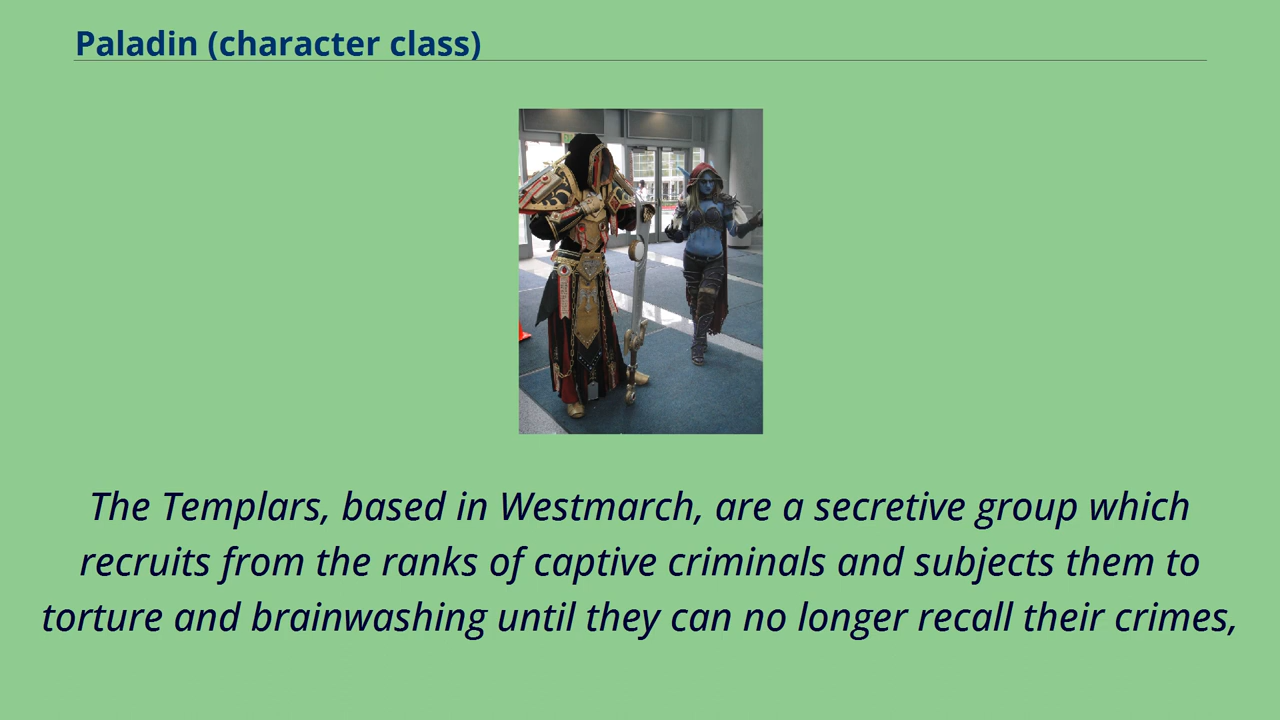 Paladin (character class)
The Templars, based in Westmarch, are a secretive group which
recruits from the ranks of captive criminals and subjects them to
torture and brainwashing until they can no longer recall their crimes,